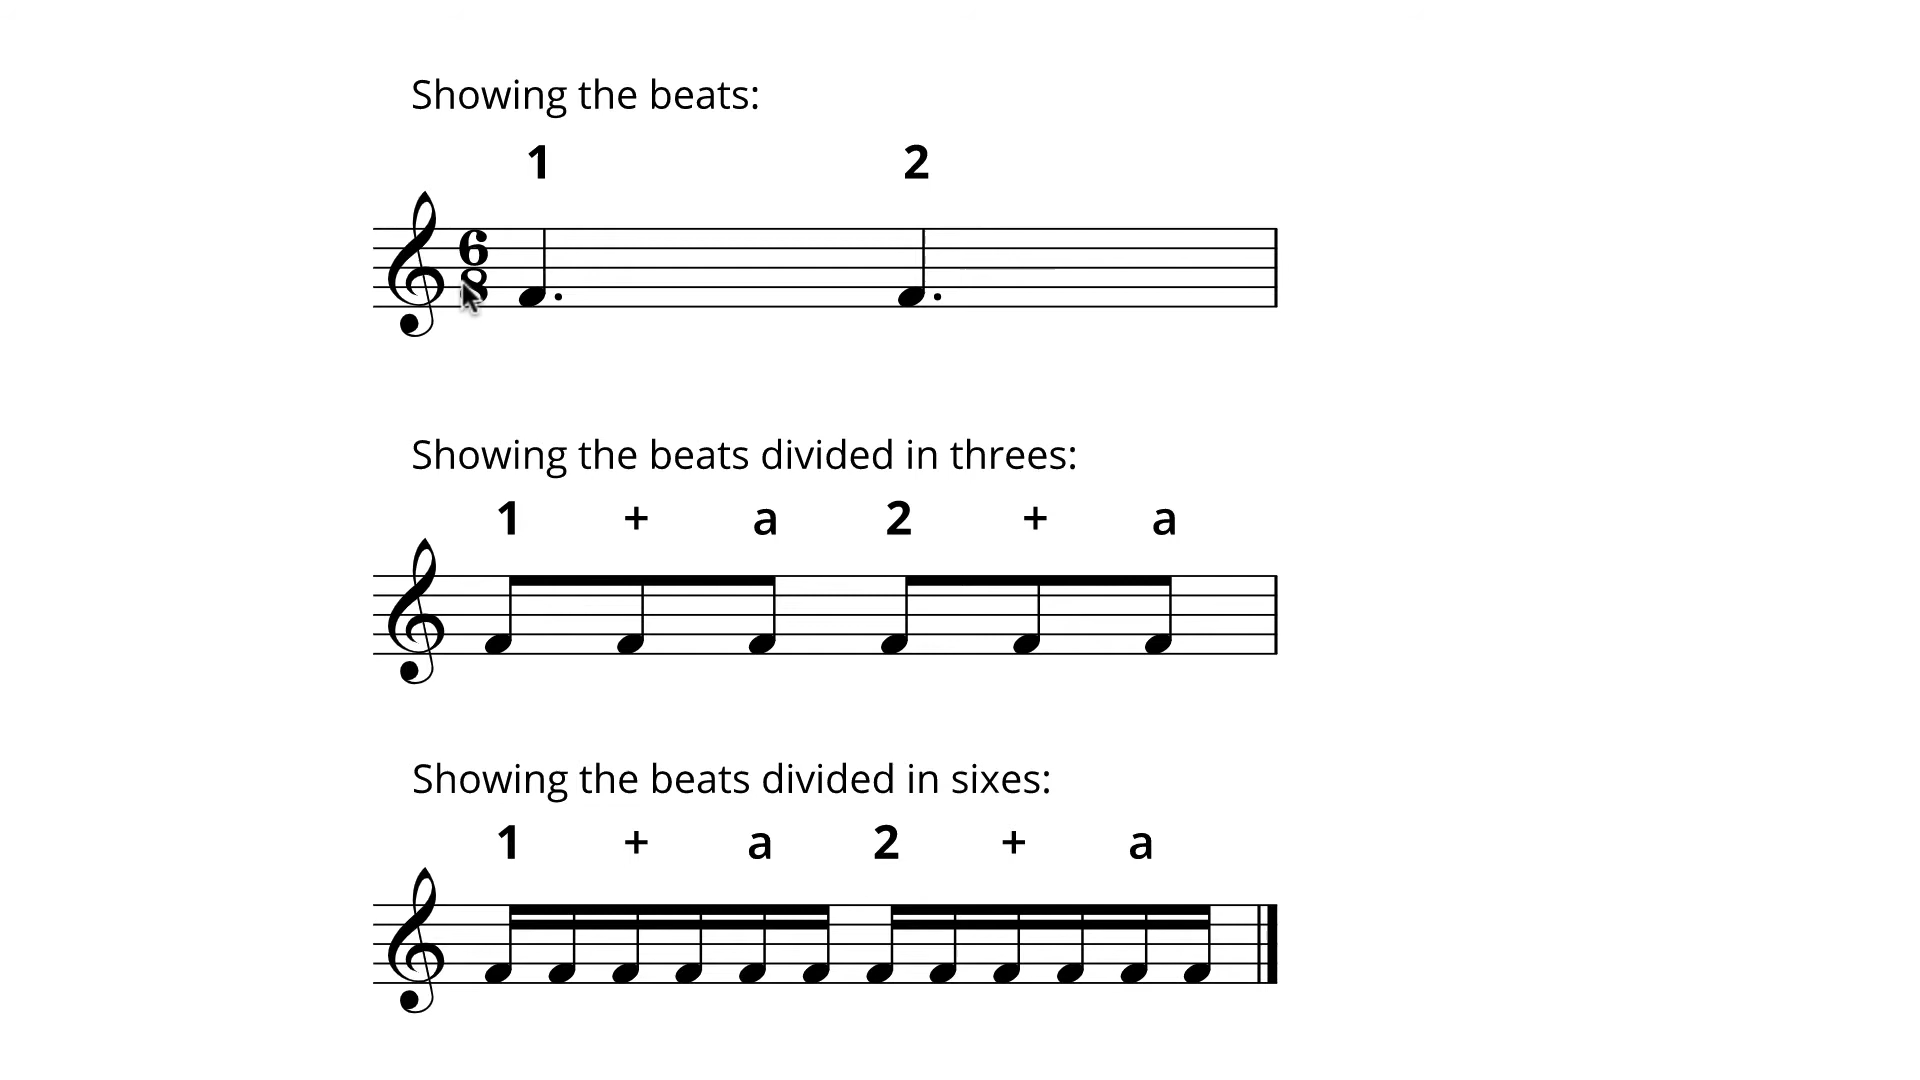 Showing the beats:
1 2
6
8
Showing the beats divided in threes:
1 + a 2 + a
Showing the beats divided in sixes:
1 + a 2 + a